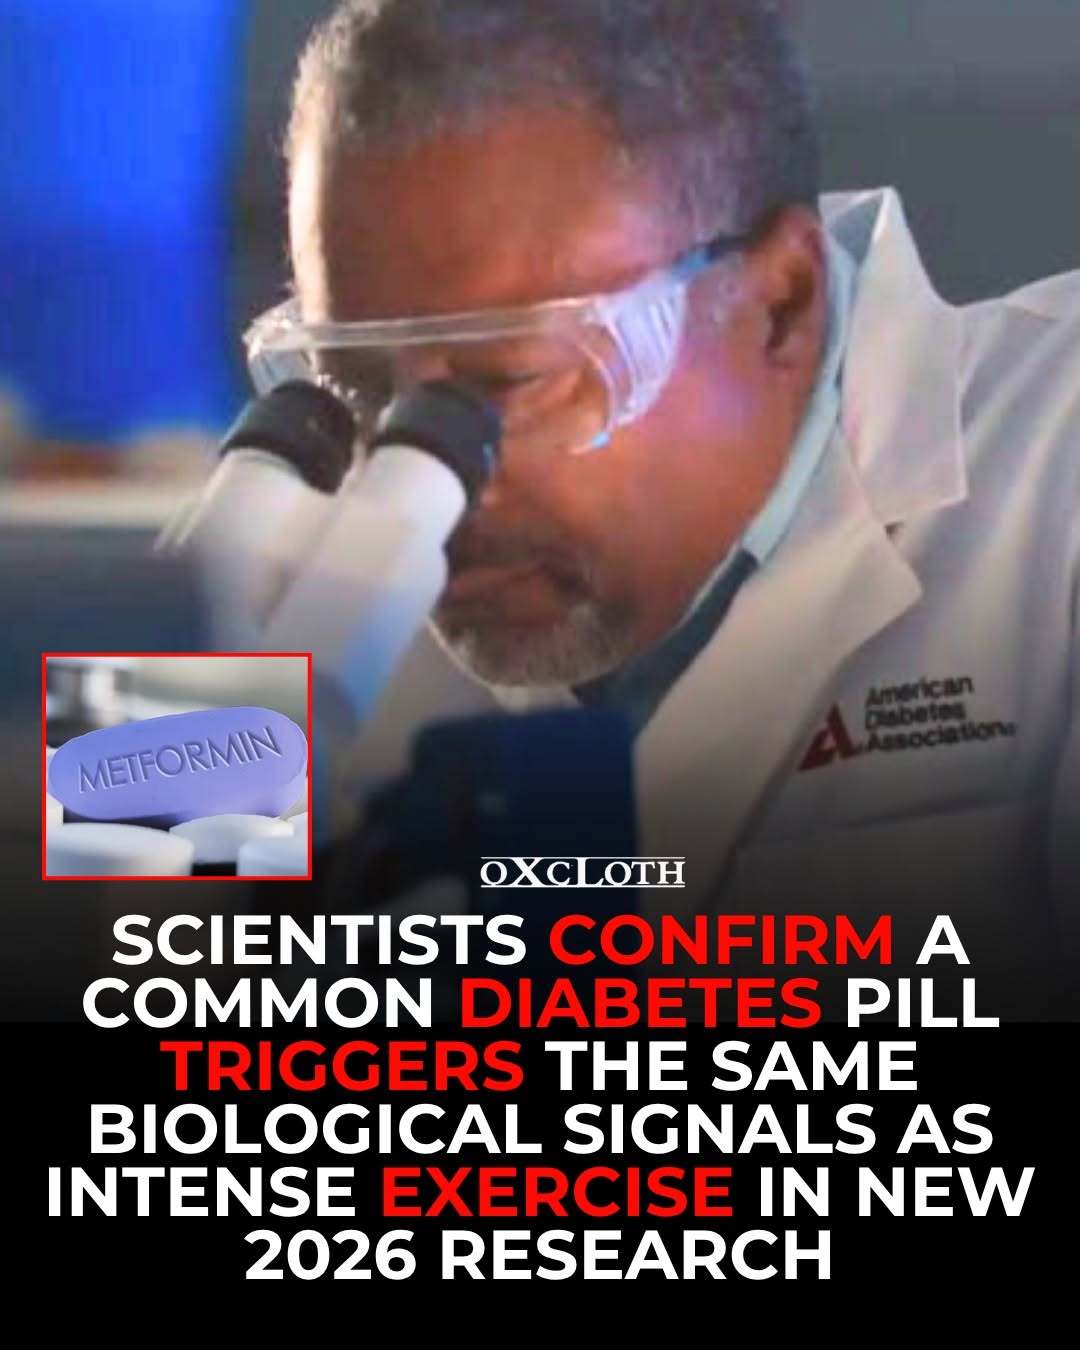 American
Diabetes
Association®
METFORMIN
OXCLOTH
SCIENTISTS CONFIRM A
COMMON DIABETES PILL
TRIGGERS THE SAME
BIOLOGICAL SIGNALS AS
INTENSE EXERCISE IN NEW
2026 RESEARCH